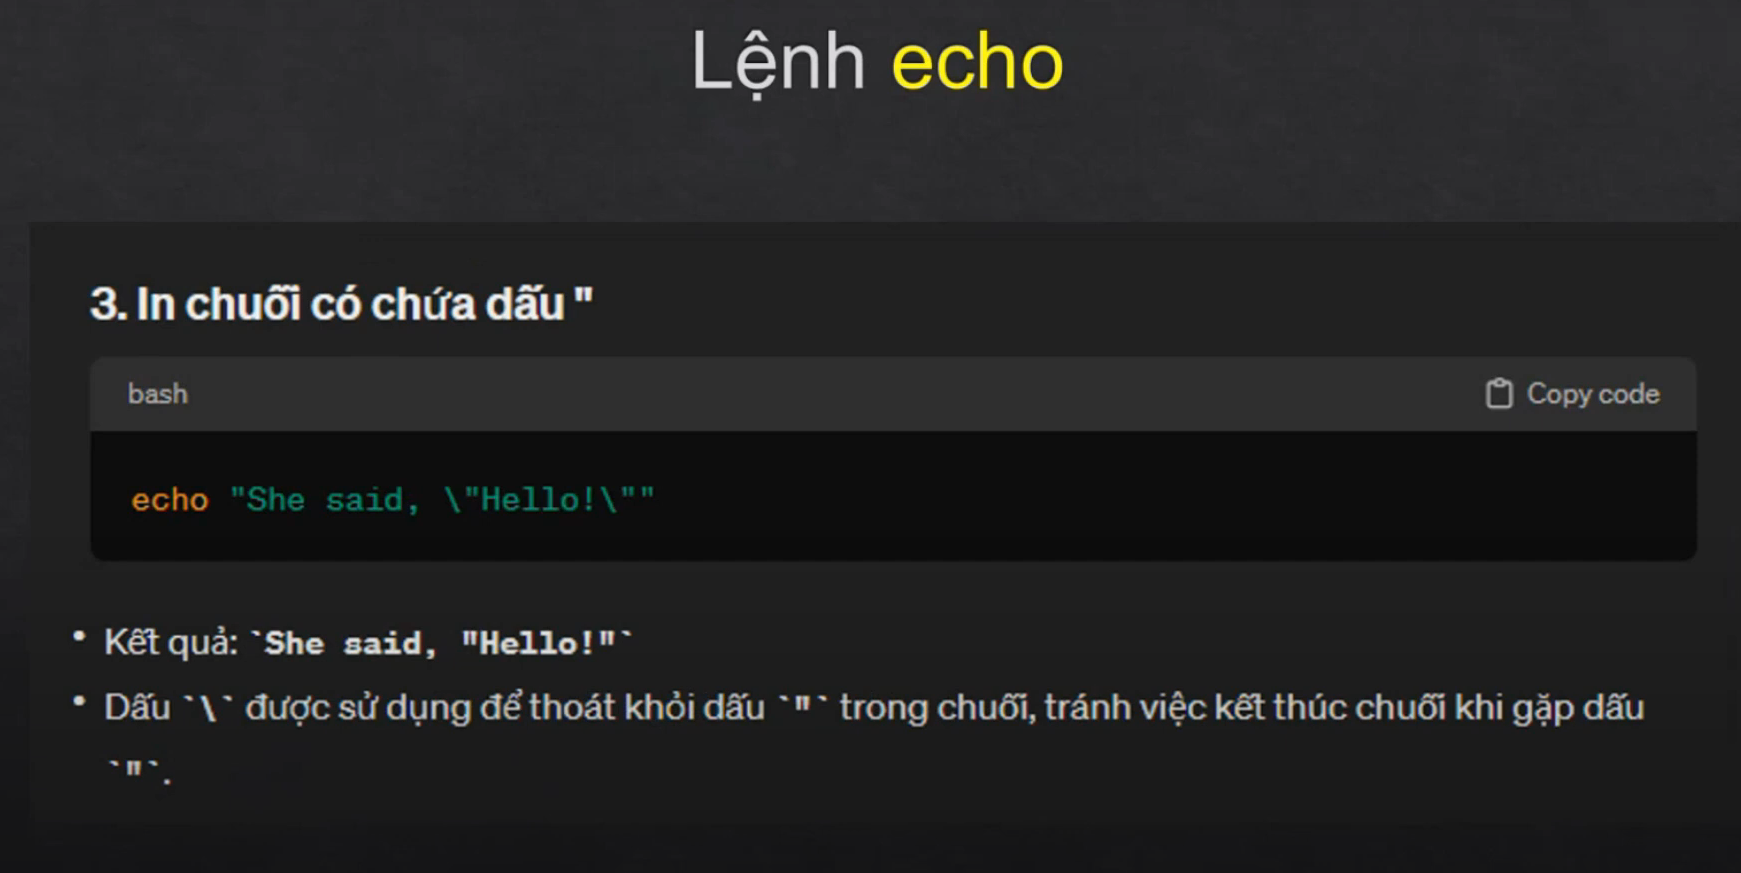 Lệnh echo
3. In chuỗi có chứa dấu "
bash
Copy code
echo "She said, \"Hello!\""
• Kết quả: `She said, "Hello!"`
• Dấu `\` được sử dụng để thoát khỏi dấu `"` trong chuỗi, tránh việc kết thúc chuỗi khi gặp dấu
`"`.